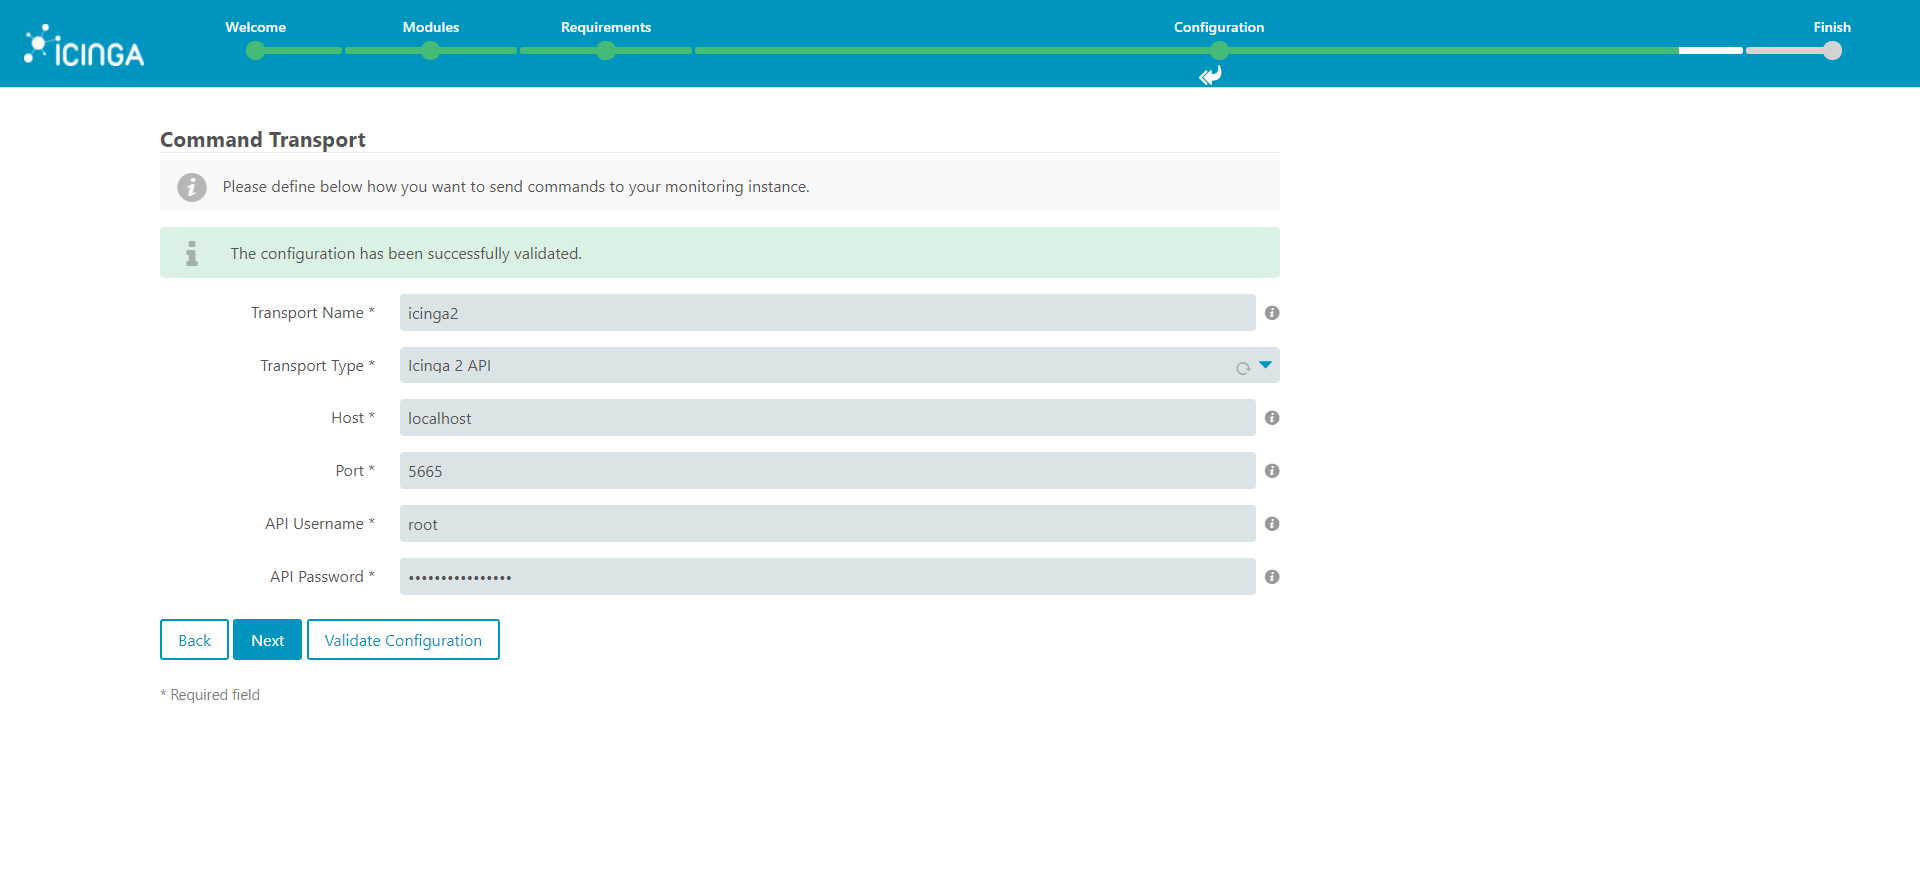 Welcome
Modules
Requirements
Configuration
Finish
ICINGA
Command Transport
Please define below how you want to send commands to your monitoring instance.
The configuration has been successfully validated.
Transport Name * icinga2
Transport Type * Icinga 2 API
Host * localhost
Port * 5665
API Username * root
API Password * ••••••••••••••••
Back Next Validate Configuration
* Required field